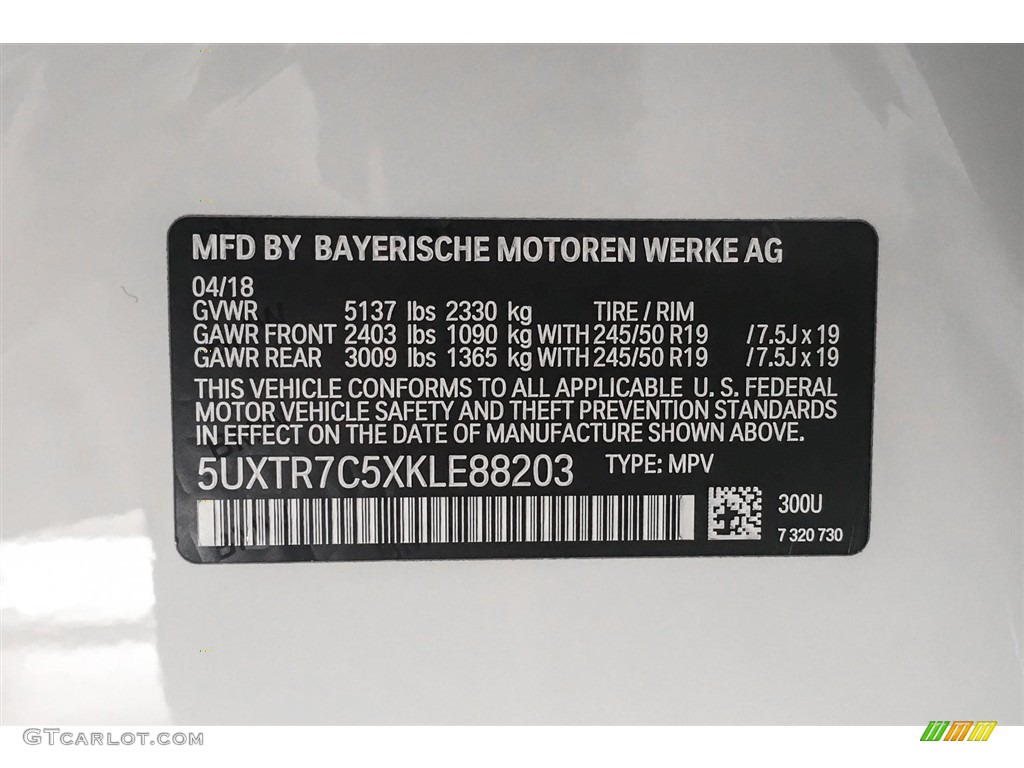 MFD BY BAYERISCHE MOTOREN WERKE AG
04/18
GVWR 5137 lbs 2330 kg TIRE / RIM
GAWR FRONT 2403 lbs 1090 kg WITH 245/50 R19 /7.5J x 19
GAWR REAR 3009 lbs 1365 kg WITH 245/50 R19 /7.5J x 19
THIS VEHICLE CONFORMS TO ALL APPLICABLE U. S. FEDERAL
MOTOR VEHICLE SAFETY AND THEFT PREVENTION STANDARDS
IN EFFECT ON THE DATE OF MANUFACTURE SHOWN ABOVE.
5UXTR7C5XKLE88203 TYPE: MPV
300U
7 320 730
GTCARLOT.COM